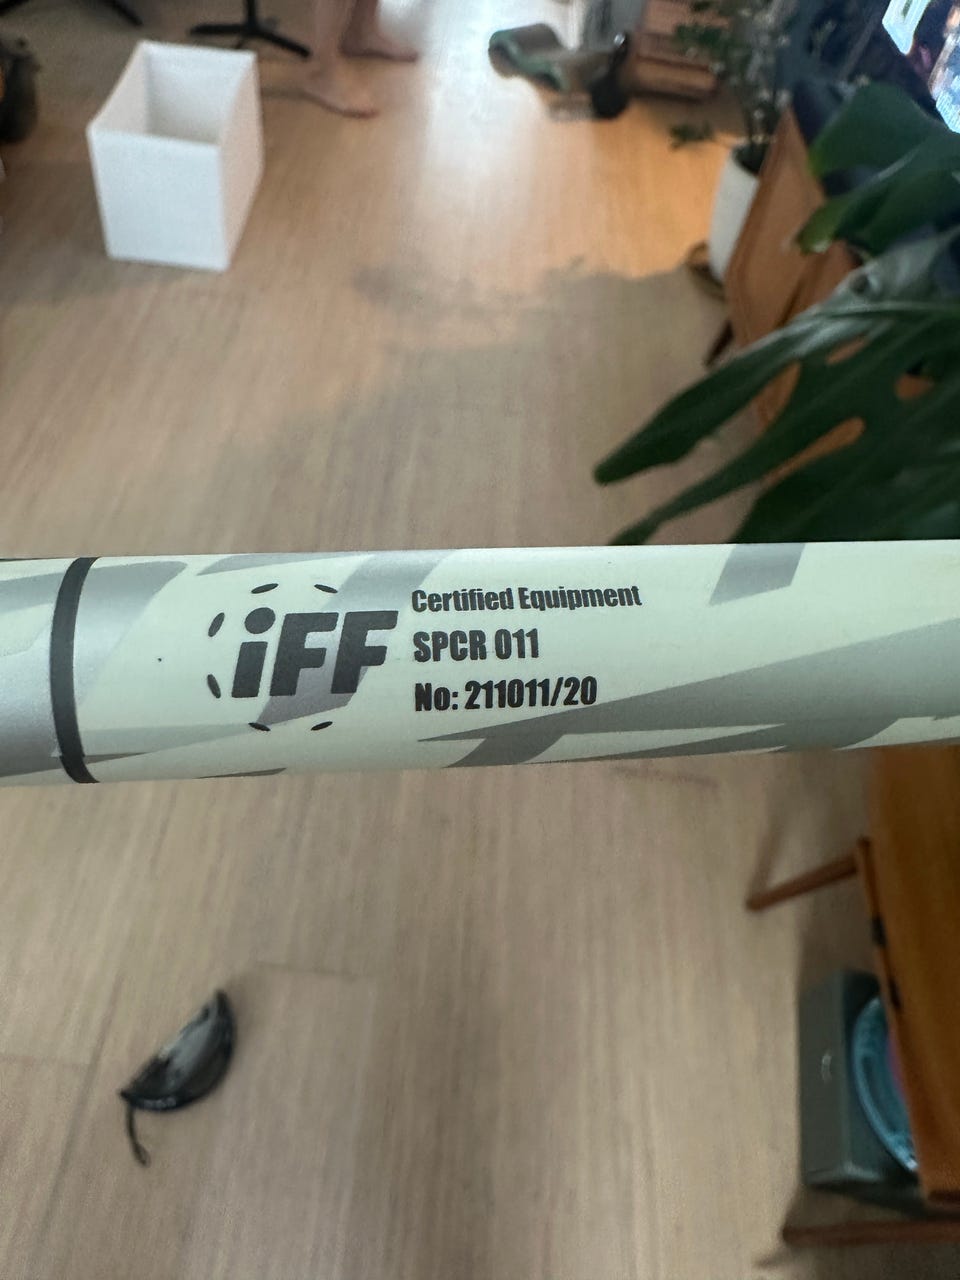 iFF
Certified Equipment
SPCR 011
No: 211011/20